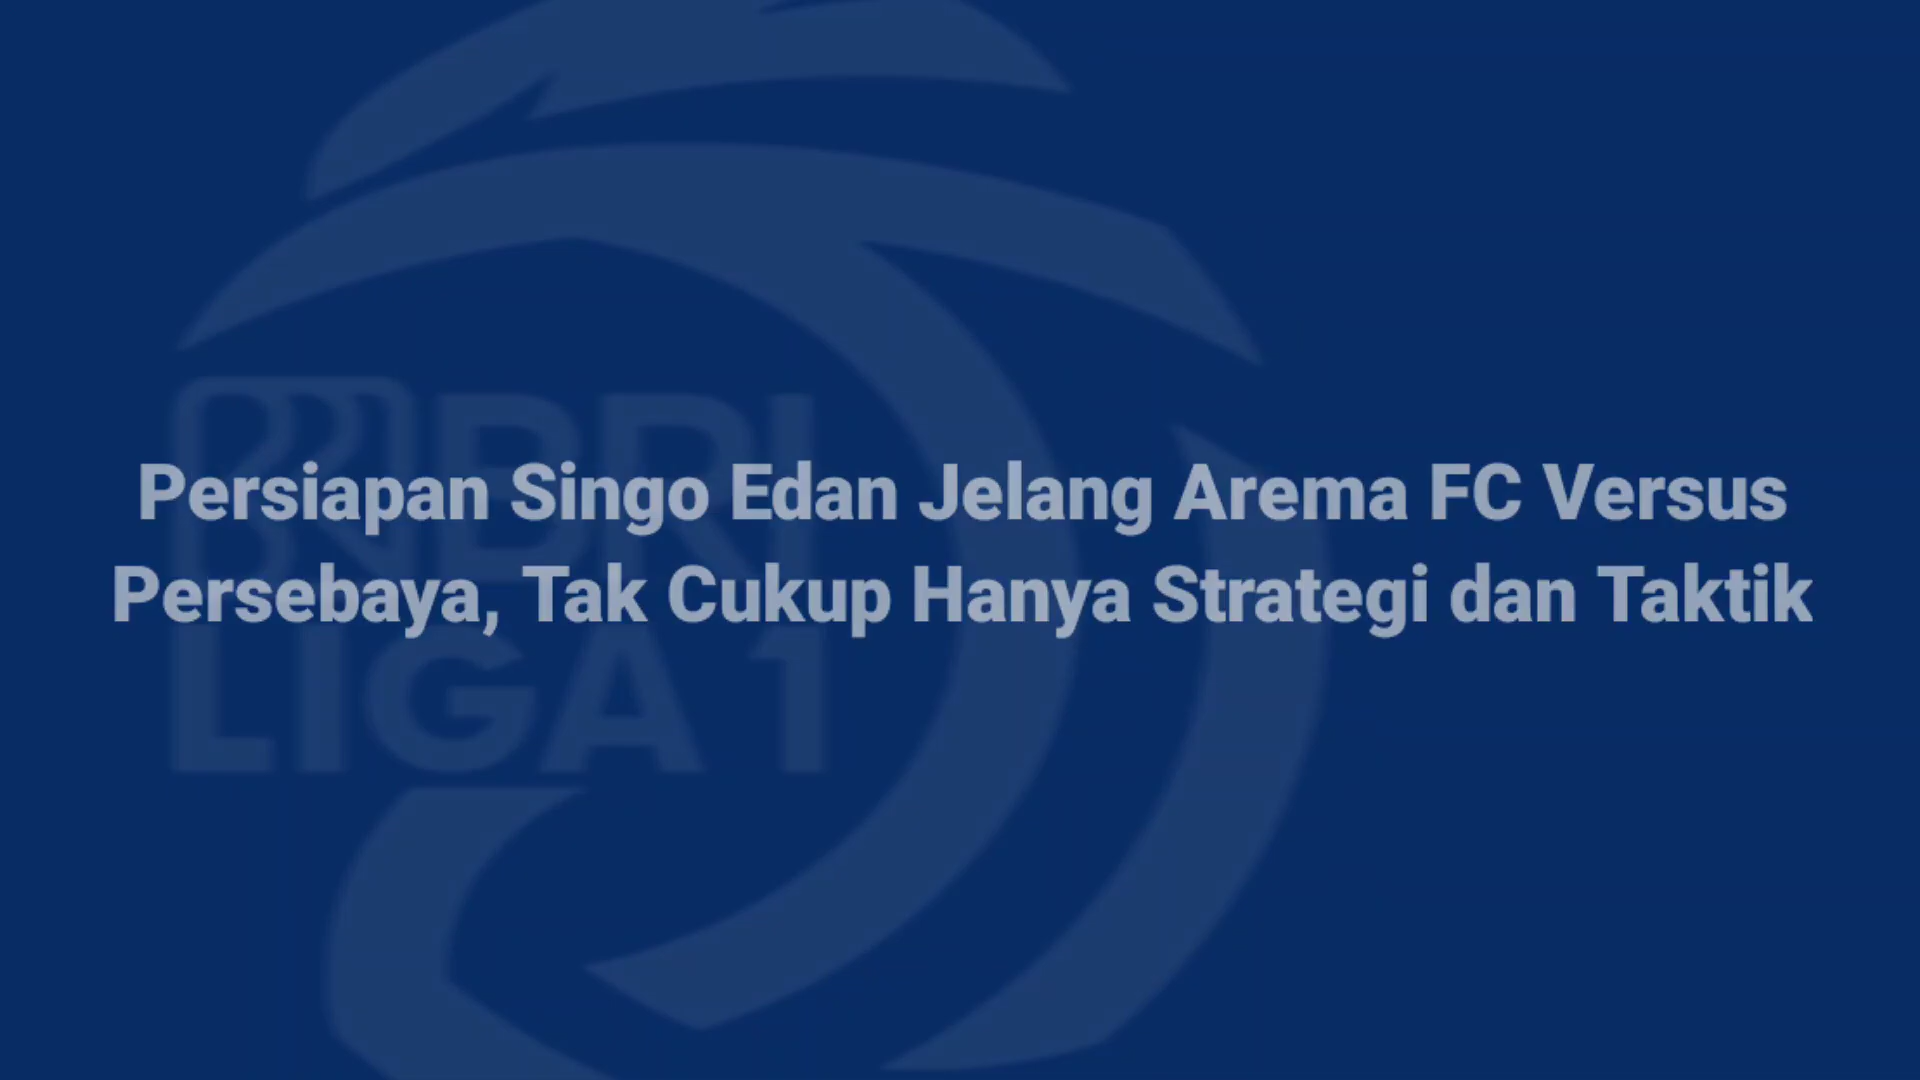 Persiapan Singo Edan Jelang Arema FC Versus
Persebaya, Tak Cukup Hanya Strategi dan Taktik
BRI
LIGA 1